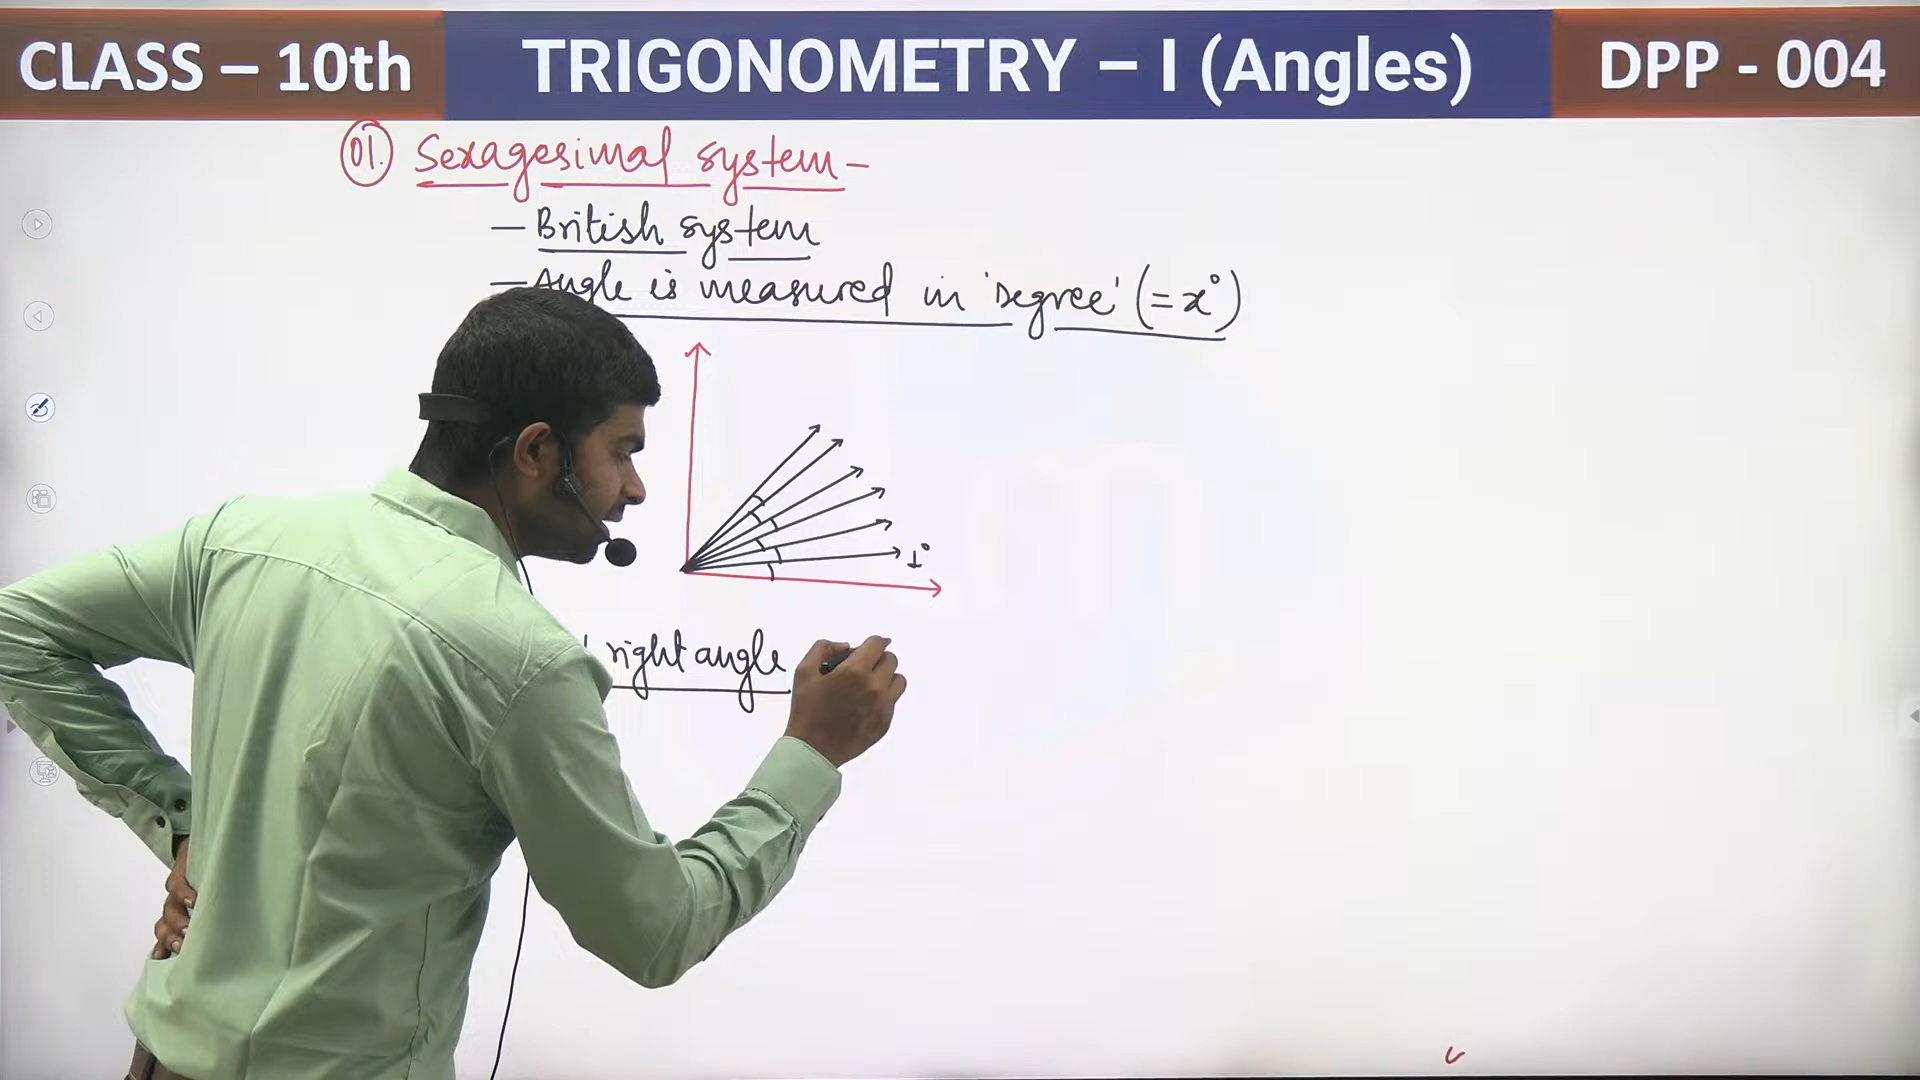 CLASS – 10th
TRIGONOMETRY – I (Angles)
DPP - 004
01. Sexagesimal system –
– British system
– Angle is measured in 'Degree' (= x°)
1°
right angle